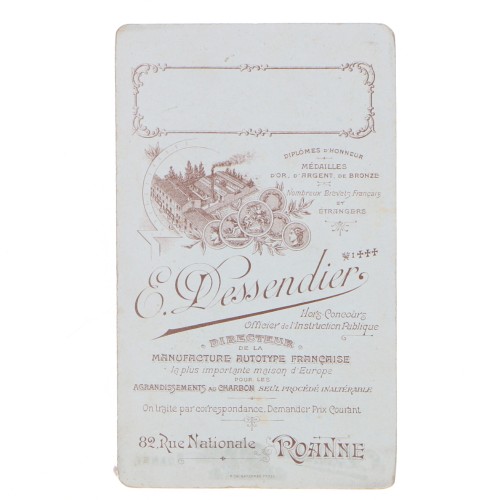 DIPLÔMES D'HONNEUR
MÉDAILLES
D'OR, D'ARGENT, DE BRONZE
Nombreux Brevets Français
ET
ÉTRANGERS
E. Dessendier
Hors Concours
Officier de l'Instruction Publique
DIRECTEUR
DE LA
MANUFACTURE AUTOTYPE FRANÇAISE
la plus importante maison d'Europe
POUR LES
AGRANDISSEMENTS AU CHARBON SEUL PROCÉDÉ INALTÉRABLE
On traite par correspondance, Demander Prix Courant
82, Rue Nationale ROANNE